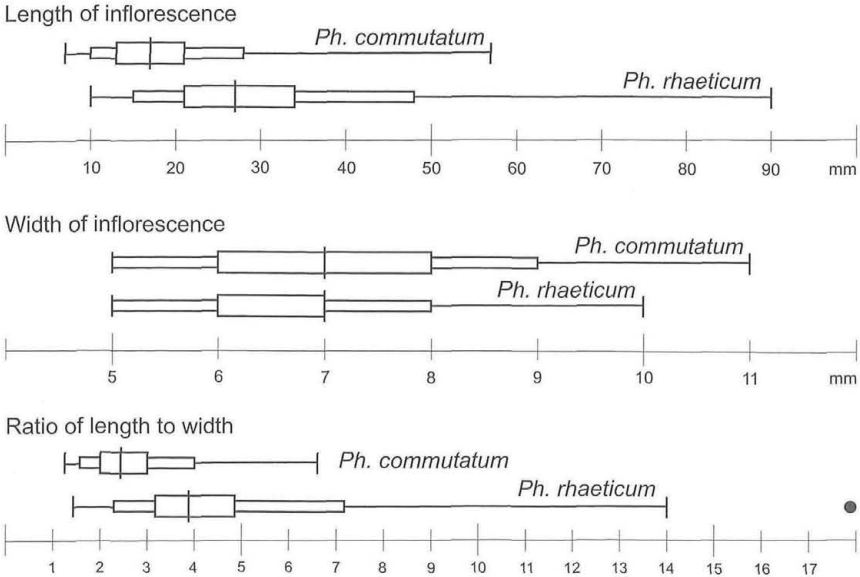 Length of inflorescence
Ph. commutatum
Ph. rhaeticum
10 20 30 40 50 60 70 80 90 mm
Width of inflorescence
Ph. commutatum
Ph. rhaeticum
5 6 7 8 9 10 11 mm
Ratio of length to width
Ph. commutatum
Ph. rhaeticum
1 2 3 4 5 6 7 8 9 10 11 12 13 14 15 16 17